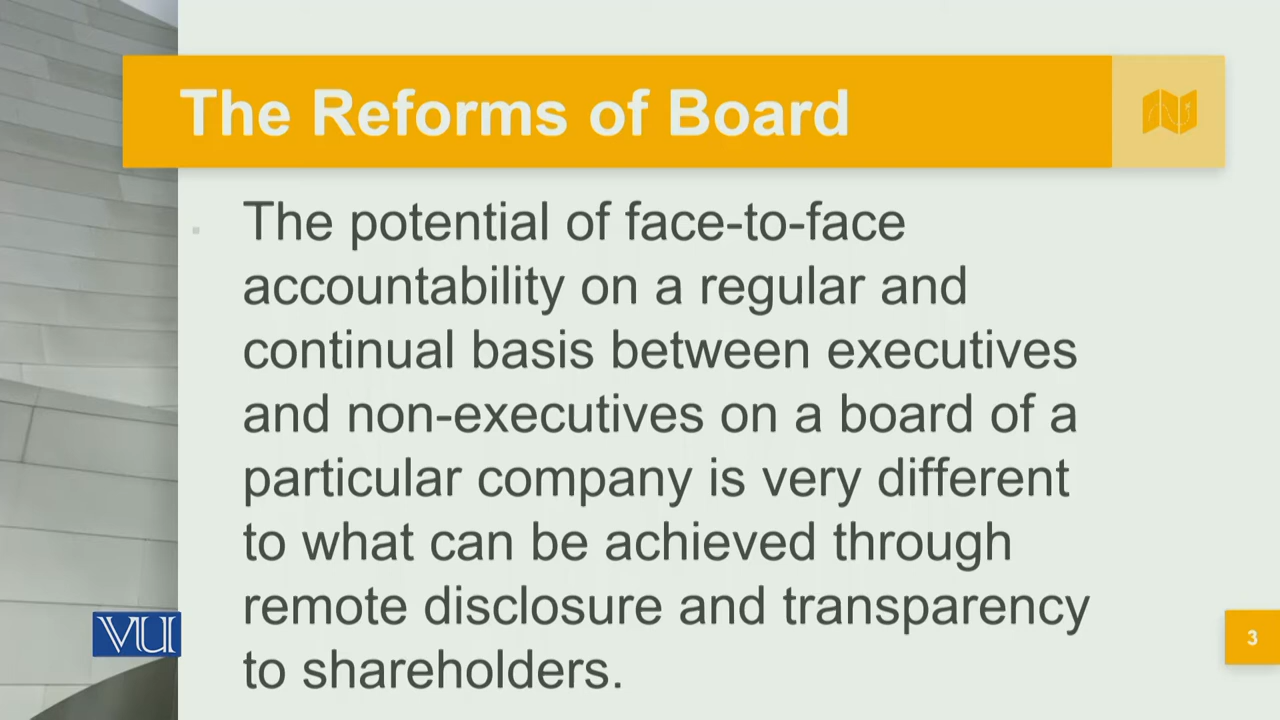 The Reforms of Board
The potential of face-to-face
accountability on a regular and
continual basis between executives
and non-executives on a board of a
particular company is very different
to what can be achieved through
remote disclosure and transparency
to shareholders.
VU
3